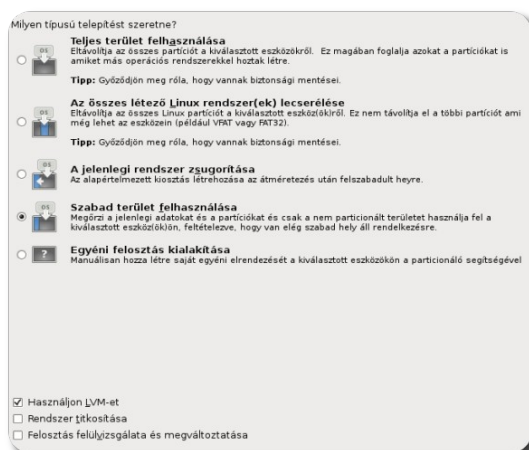 Milyen típusú telepítést szeretne?
OS
Teljes terület felhasználása
Eltávolítja az összes partíciót a kiválasztott eszközökről. Ez magában foglalja azokat a partíciókat is
amiket más operációs rendszerekkel hoztak létre.
Tipp: Győződjön meg róla, hogy vannak biztonsági mentései.
OS
Az összes létező Linux rendszer(ek) lecserélése
Eltávolítja az összes Linux partíciót a kiválasztott eszköz(ök)ről. Ez nem távolítja el a többi partíciót ami
még lehet az eszközein (például VFAT vagy FAT32).
Tipp: Győződjön meg róla, hogy vannak biztonsági mentései.
OS
A jelenlegi rendszer zsugorítása
Az alapértelmezett kiosztás létrehozása az átméretezés után felszabadult heyre.
OS
Szabad terület felhasználása
Megőrzi a jelenlegi adatokat és a partíciókat és csak a nem particionált területet használja fel a
kiválasztott eszköz(ök)ön, feltételezve, hogy van elég szabad hely áll rendelkezésre.
?
Egyéni felosztás kialakítása
Manuálisan hozza létre saját egyéni elrendezését a kiválasztott eszközökön a particionáló segítségével
Használjon LVM-et
Rendszer titkosítása
Felosztás felülvizsgálata és megváltoztatása